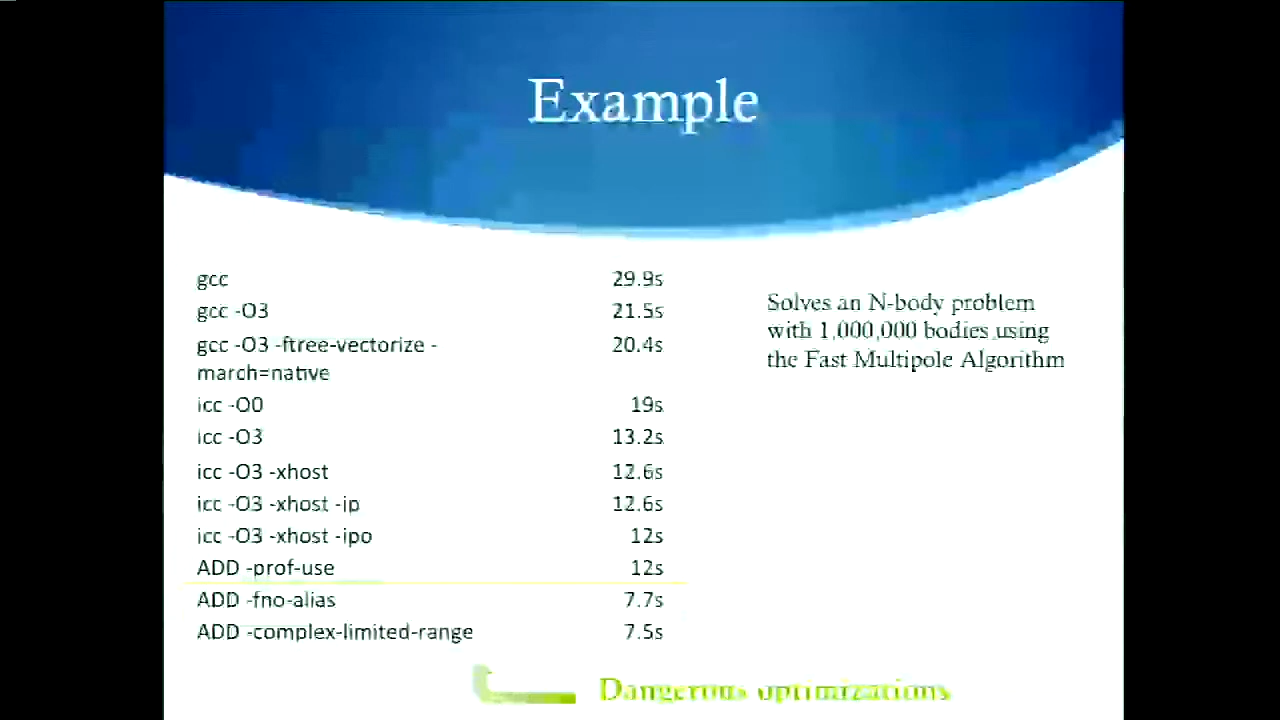 Example
gcc 29.9s
gcc -O3 21.5s
gcc -O3 -ftree-vectorize -
march=native 20.4s
icc -O0 19s
icc -O3 13.2s
icc -O3 -xhost 12.6s
icc -O3 -xhost -ip 12.6s
icc -O3 -xhost -ipo 12s
ADD -prof-use 12s
ADD -fno-alias 7.7s
ADD -complex-limited-range 7.5s
Solves an N-body problem
with 1,000,000 bodies using
the Fast Multipole Algorithm
Dangerous optimizations